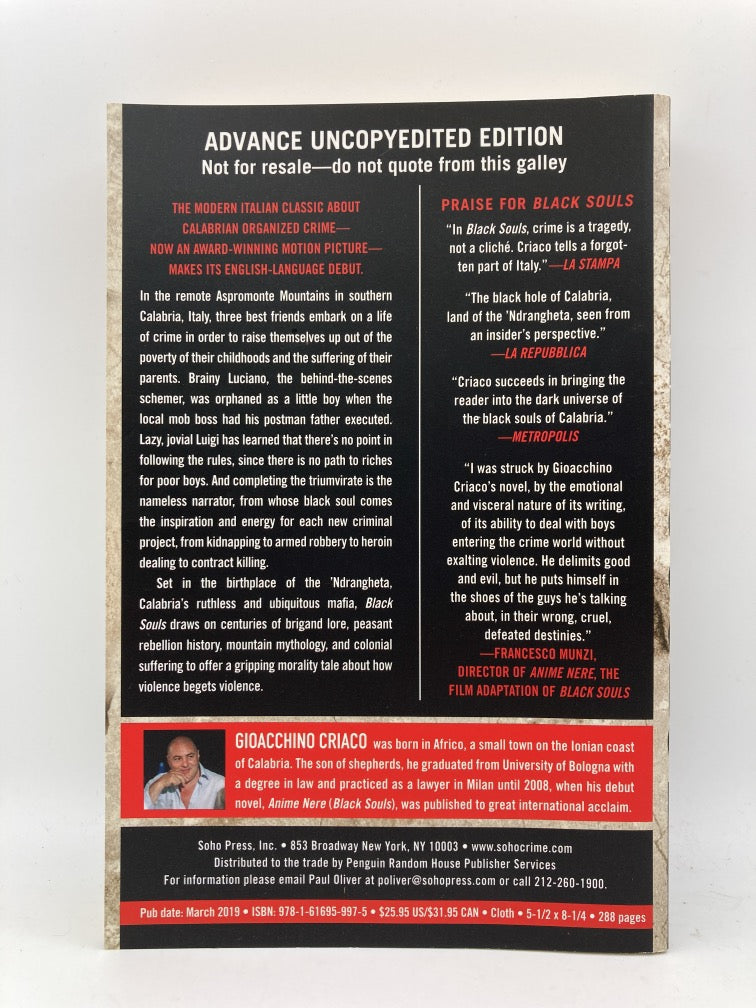 ADVANCE UNCOPYEDITED EDITION
Not for resale—do not quote from this galley
THE MODERN ITALIAN CLASSIC ABOUT
CALABRIAN ORGANIZED CRIME—
NOW AN AWARD-WINNING MOTION PICTURE—
MAKES ITS ENGLISH-LANGUAGE DEBUT.
In the remote Aspromonte Mountains in southern
Calabria, Italy, three best friends embark on a life
of crime in order to raise themselves up out of the
poverty of their childhoods and the suffering of their
parents. Brainy Luciano, the behind-the-scenes
schemer, was orphaned as a little boy when the
local mob boss had his postman father executed.
Lazy, jovial Luigi has learned that there's no point in
following the rules, since there is no path to riches
for poor boys. And completing the triumvirate is the
nameless narrator, from whose black soul comes
the inspiration and energy for each new criminal
project, from kidnapping to armed robbery to heroin
dealing to contract killing.
Set in the birthplace of the 'Ndrangheta,
Calabria's ruthless and ubiquitous mafia, Black
Souls draws on centuries of brigand lore, peasant
rebellion history, mountain mythology, and colonial
suffering to offer a gripping morality tale about how
violence begets violence.
PRAISE FOR BLACK SOULS
"In Black Souls, crime is a tragedy,
not a cliché. Criaco tells a forgot-
ten part of Italy."—LA STAMPA
"The black hole of Calabria,
land of the 'Ndrangheta, seen from
an insider's perspective."
—LA REPUBBLICA
"Criaco succeeds in bringing the
reader into the dark universe of
the black souls of Calabria."
—METROPOLIS
"I was struck by Gioacchino
Criaco's novel, by the emotional
and visceral nature of its writing,
of its ability to deal with boys
entering the crime world without
exalting violence. He delimits good
and evil, but he puts himself in
the shoes of the guys he's talking
about, in their wrong, cruel,
defeated destinies."
—FRANCESCO MUNZI,
DIRECTOR OF ANIME NERE, THE
FILM ADAPTATION OF BLACK SOULS
GIOACCHINO CRIACO was born in Africo, a small town on the Ionian coast
of Calabria. The son of shepherds, he graduated from University of Bologna with
a degree in law and practiced as a lawyer in Milan until 2008, when his debut
novel, Anime Nere (Black Souls), was published to great international acclaim.
Soho Press, Inc. • 853 Broadway New York, NY 10003 • www.sohocrime.com
Distributed to the trade by Penguin Random House Publisher Services
For information please email Paul Oliver at poliver@sohopress.com or call 212-260-1900.
Pub date: March 2019 • ISBN: 978-1-61695-997-5 • $25.95 US/$31.95 CAN • Cloth • 5-1/2 x 8-1/4 • 288 pages